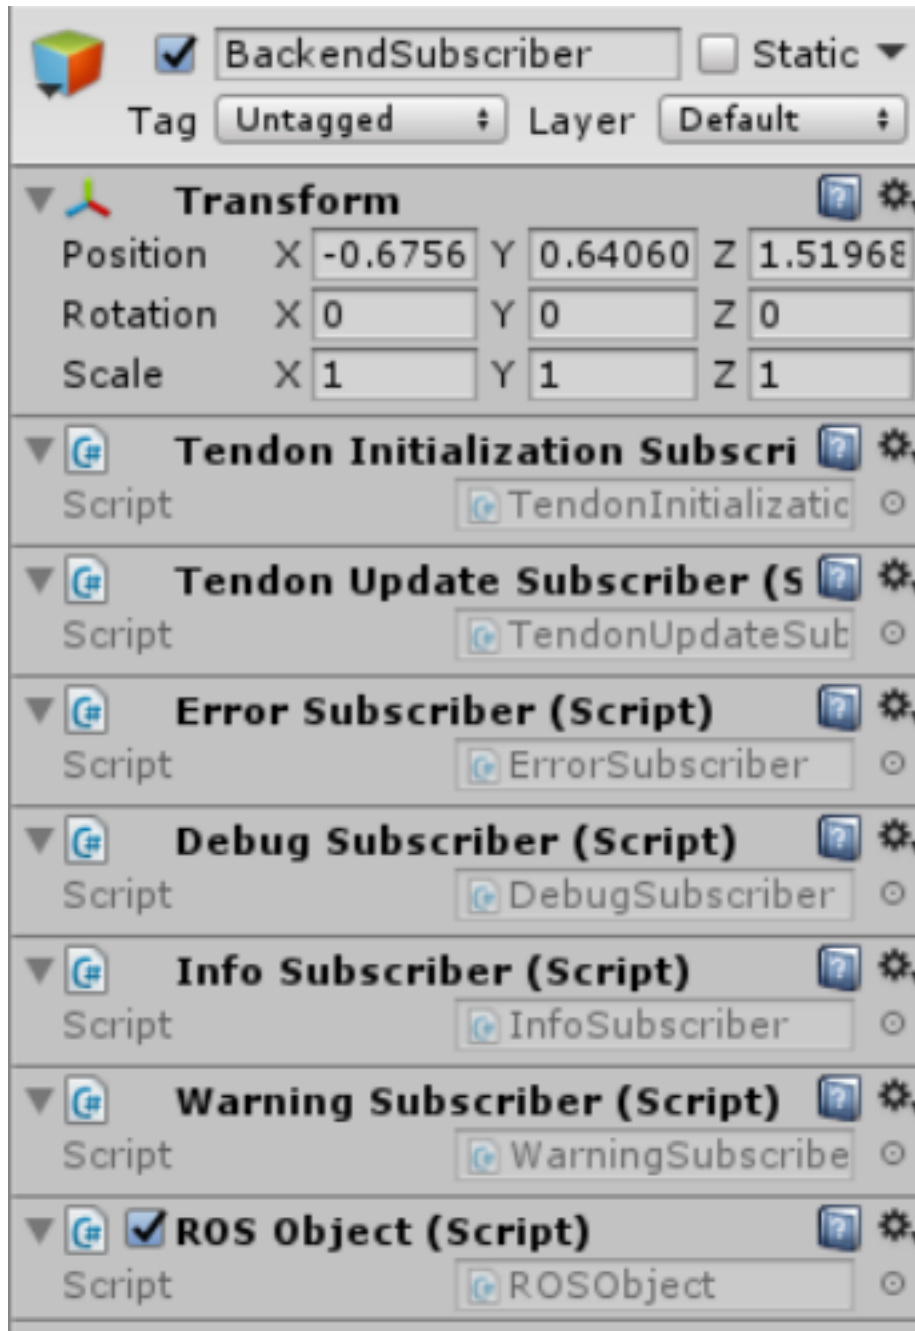 BackendSubscriber Static
Tag Untagged Layer Default
Transform
Position X -0.6756 Y 0.64060 Z 1.51968
Rotation X 0 Y 0 Z 0
Scale X 1 Y 1 Z 1
Tendon Initialization Subscri
Script TendonInitializatic
Tendon Update Subscriber (S
Script TendonUpdateSub
Error Subscriber (Script)
Script ErrorSubscriber
Debug Subscriber (Script)
Script DebugSubscriber
Info Subscriber (Script)
Script InfoSubscriber
Warning Subscriber (Script)
Script WarningSubscribe
ROS Object (Script)
Script ROSObject